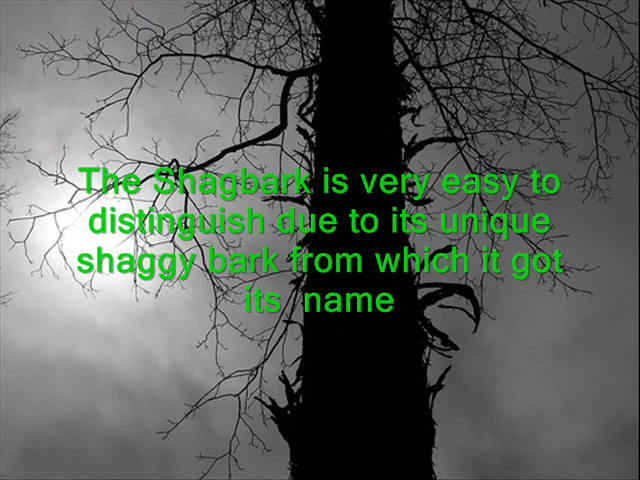 The Shagbark is very easy to
distinguish due to its unique
shaggy bark from which it got
its  name